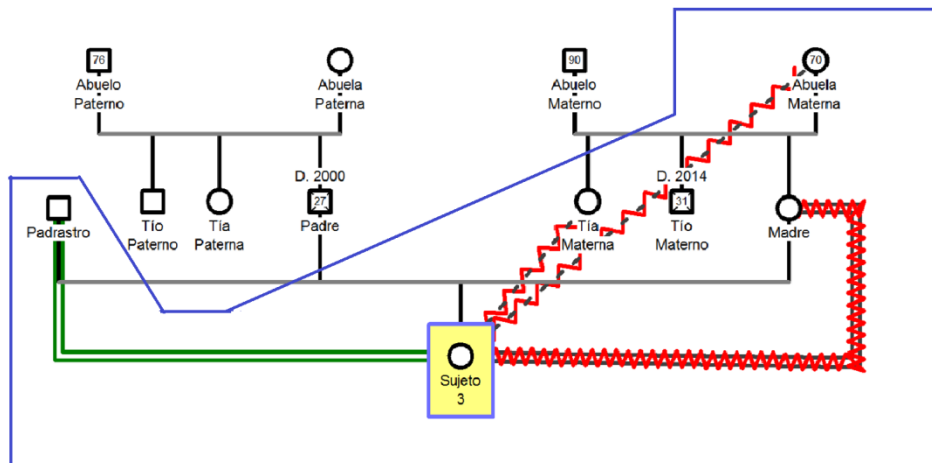 76
90
70
Abuelo
Paterno
Abuela
Paterna
Abuelo
Materno
Abuela
Materna
D. 2000
D. 2014
27
31
Padrastro
Tío
Paterno
Tía
Paterna
Padre
Tía
Materna
Tío
Materno
Madre
Sujeto
3